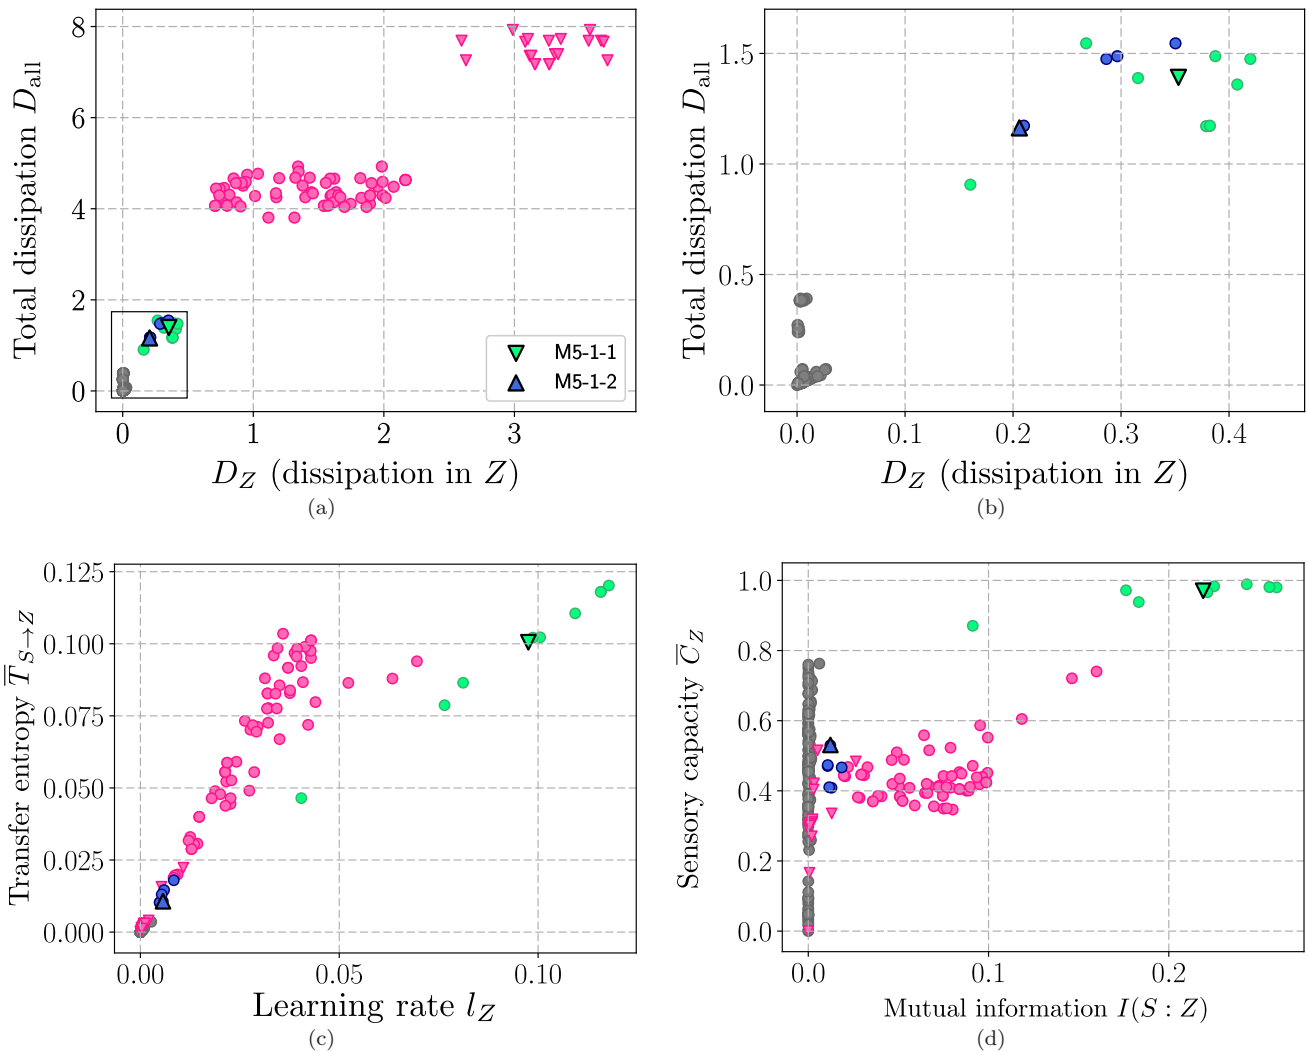 8
6
4
2
0
Total dissipation D_all
M5-1-1
M5-1-2
0 1 2 3
D_Z (dissipation in Z)
(a)
1.5
1.0
0.5
0.0
Total dissipation D_all
0.0 0.1 0.2 0.3 0.4
D_Z (dissipation in Z)
(b)
0.125
0.100
0.075
0.050
0.025
0.000
Transfer entropy T̅_{S→Z}
0.00 0.05 0.10
Learning rate l_Z
(c)
1.0
0.8
0.6
0.4
0.2
0.0
Sensory capacity C̅_Z
0.0 0.1 0.2
Mutual information I(S : Z)
(d)